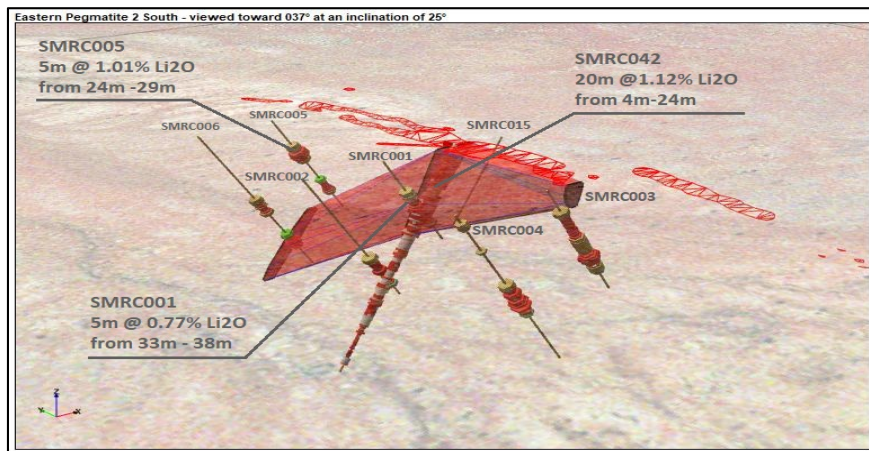 Eastern Pegmatite 2 South - viewed toward 037° at an inclination of 25°
SMRC005
5m @ 1.01% Li2O
from 24m -29m
SMRC042
20m @1.12% Li2O
from 4m-24m
SMRC006
SMRC005
SMRC015
SMRC001
SMRC002
SMRC003
SMRC004
SMRC001
5m @ 0.77% Li2O
from 33m - 38m
Z
Y
X